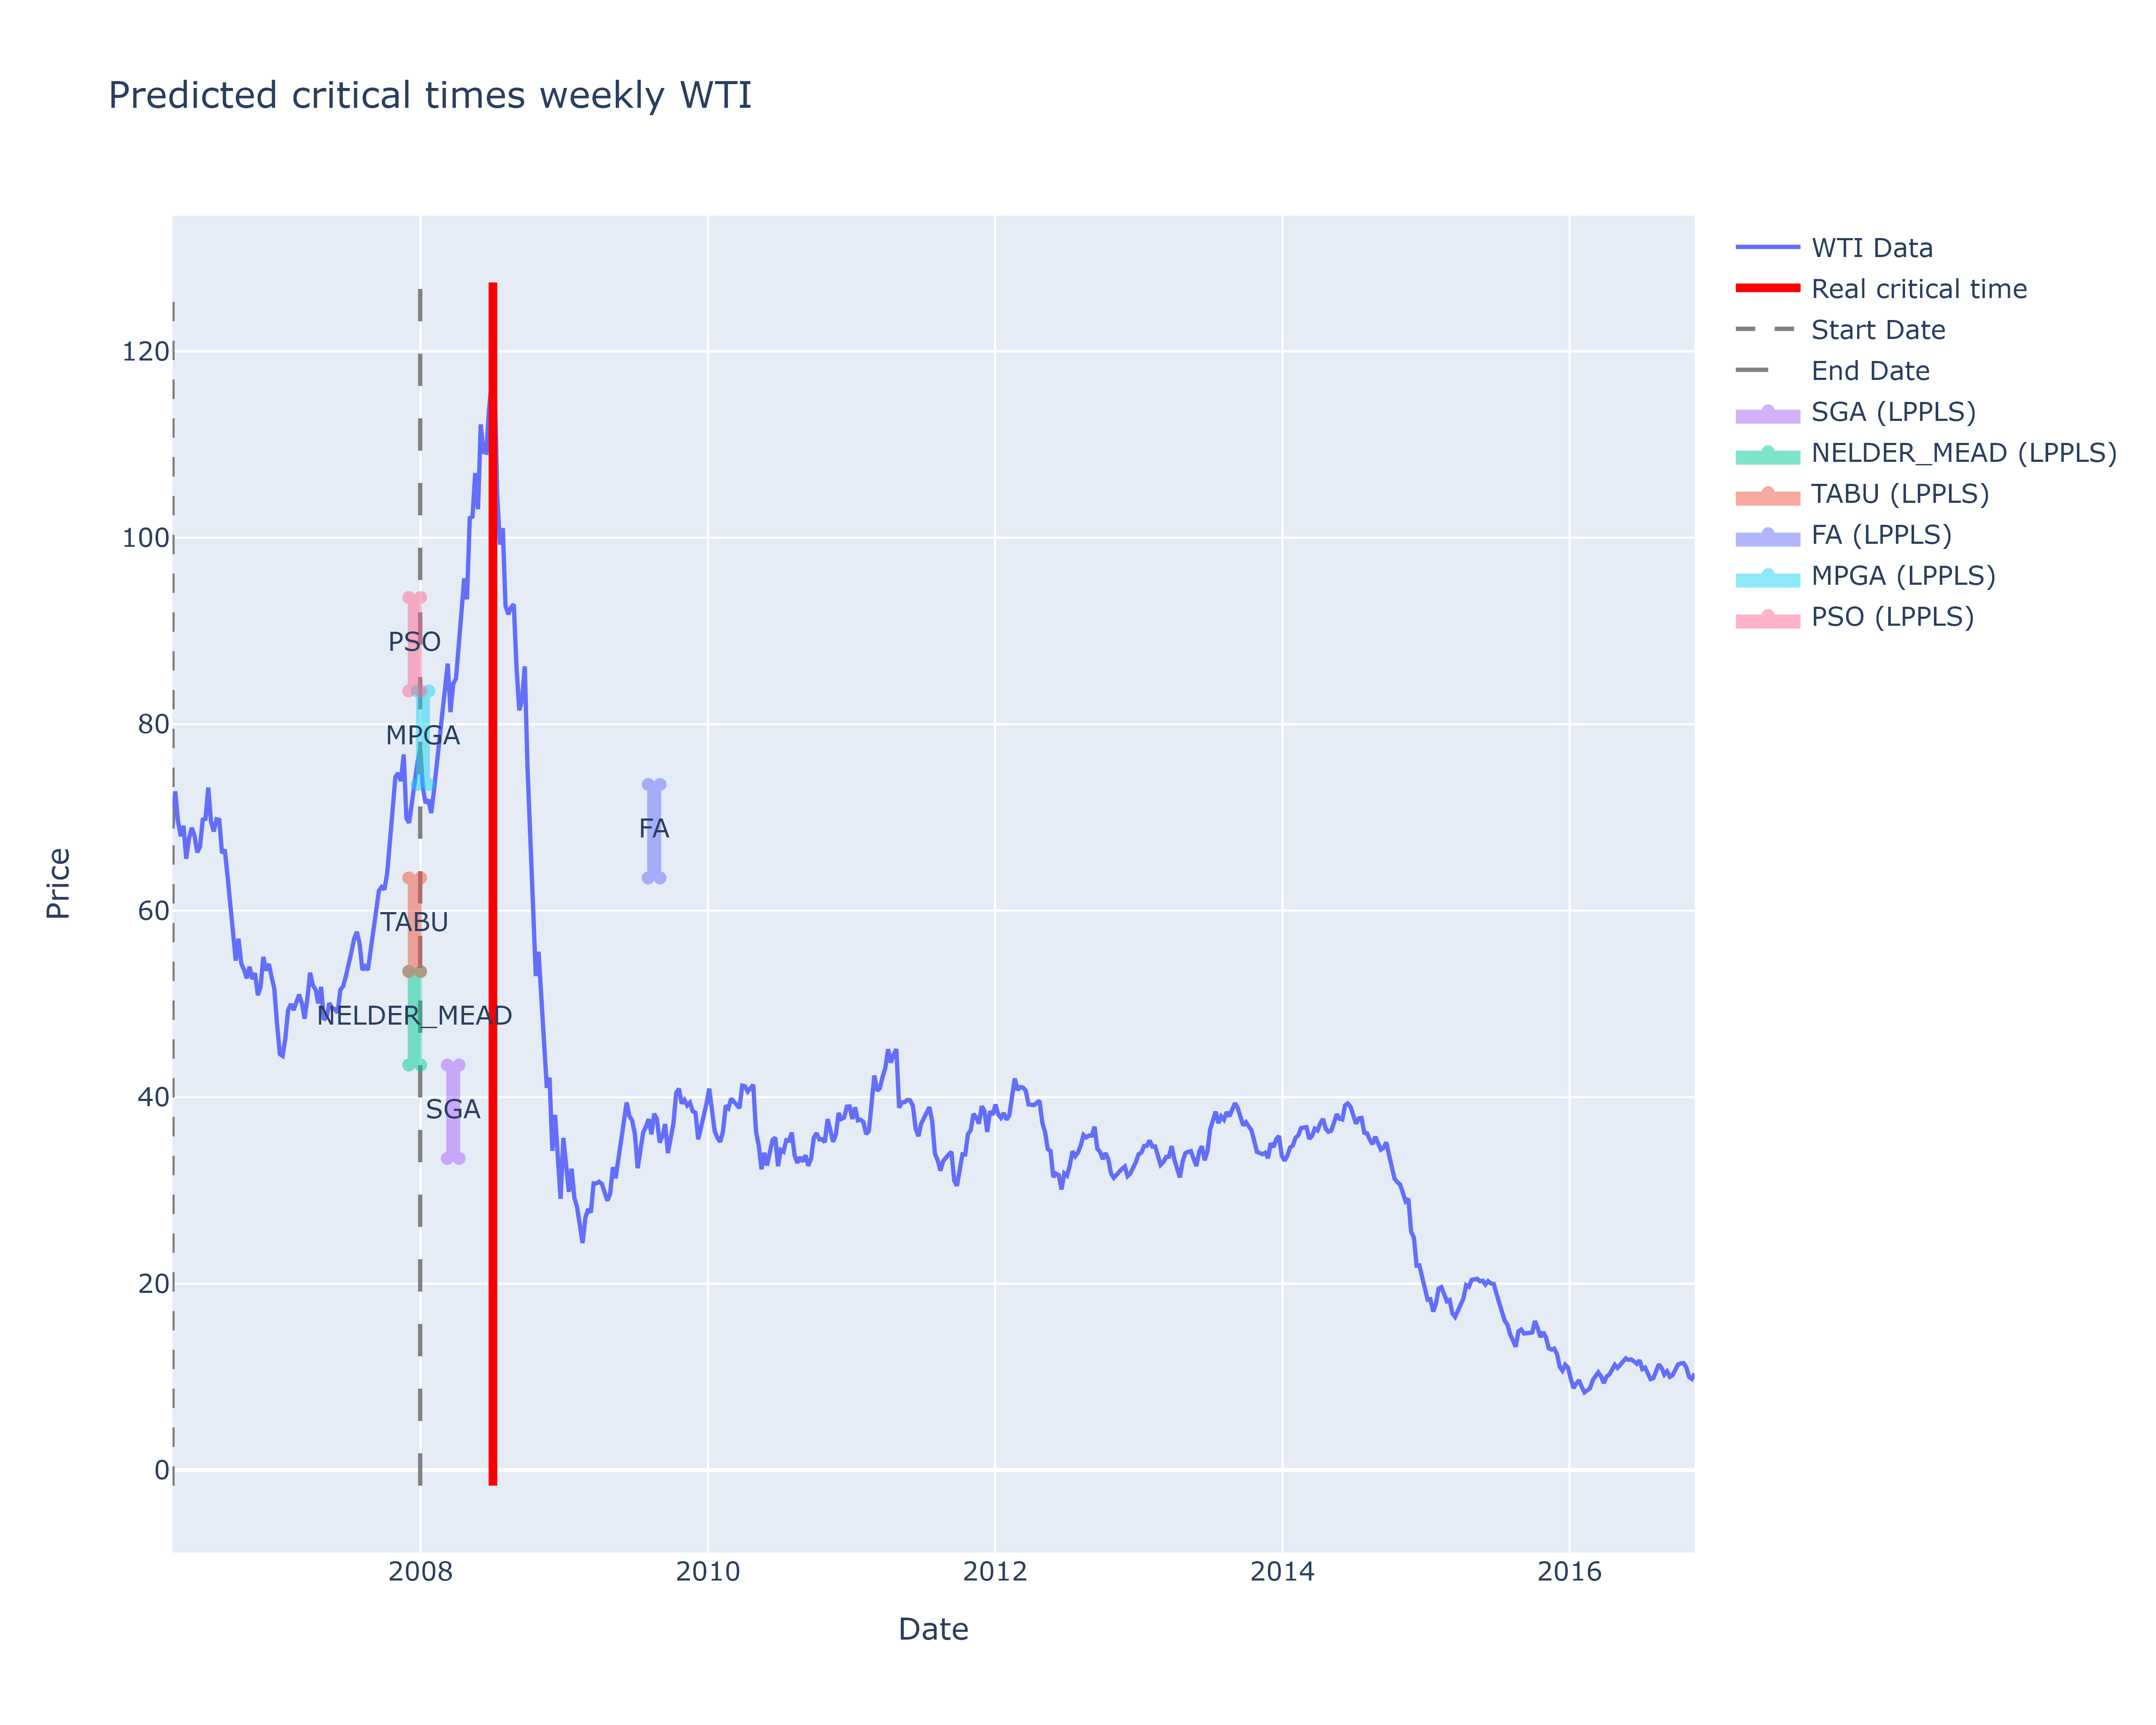 Predicted critical times weekly WTI
WTI Data
Real critical time
Start Date
End Date
SGA (LPPLS)
NELDER_MEAD (LPPLS)
TABU (LPPLS)
FA (LPPLS)
MPGA (LPPLS)
PSO (LPPLS)
120
100
80
60
40
20
0
Price
PSO
MPGA
FA
TABU
NELDER_MEAD
SGA
2008
2010
2012
2014
2016
Date